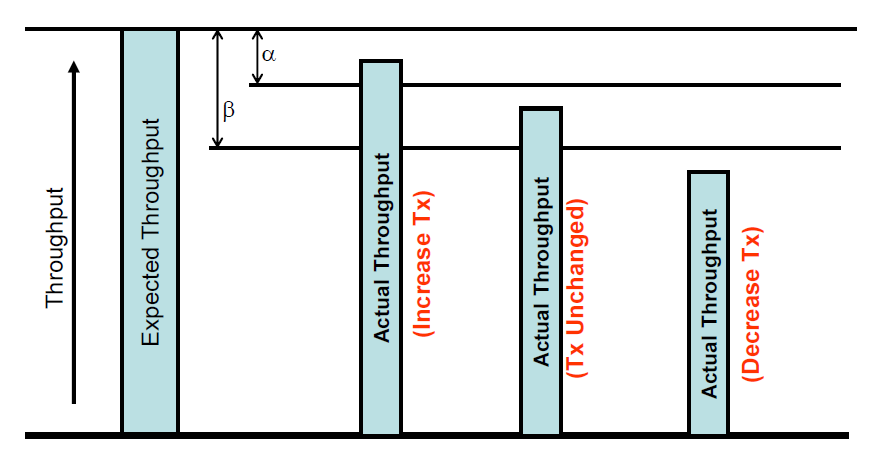 Throughput
Expected Throughput
β
α
Actual Throughput
(Increase Tx)
Actual Throughput
(Tx Unchanged)
Actual Throughput
(Decrease Tx)